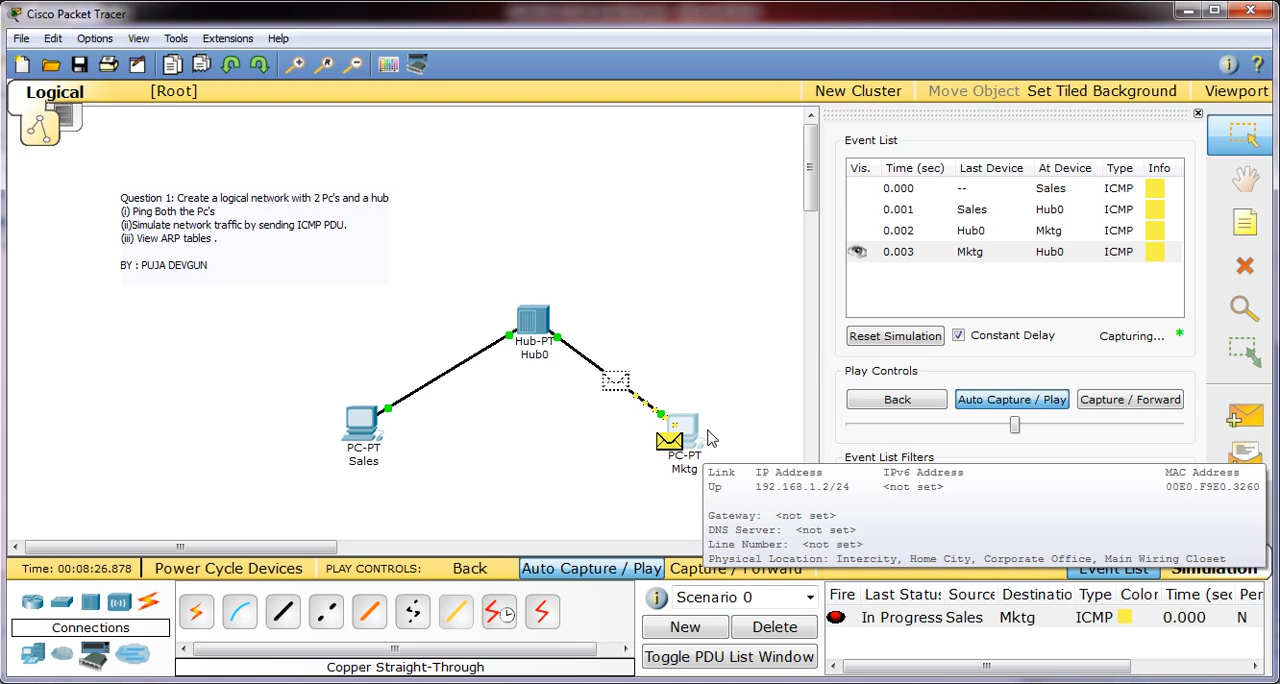 Cisco Packet Tracer
File Edit Options View Tools Extensions Help
Logical [Root] New Cluster Move Object Set Tiled Background Viewport
Question 1: Create a logical network with 2 Pc's and a hub
(i) Ping Both the Pc's
(ii)Simulate network traffic by sending ICMP PDU.
(iii) View ARP tables .
BY : PUJA DEVGUN
Hub-PT
Hub0
PC-PT
Sales
PC-PT
Mktg
Event List
Vis. Time (sec) Last Device At Device Type Info
0.000 -- Sales ICMP
0.001 Sales Hub0 ICMP
0.002 Hub0 Mktg ICMP
0.003 Mktg Hub0 ICMP
Reset Simulation Constant Delay Capturing... *
Play Controls
Back Auto Capture / Play Capture / Forward
Event List Filters
Link IP Address IPv6 Address MAC Address
Up 192.168.1.2/24 <not set> 00E0.F9E0.3260
Gateway: <not set>
DNS Server: <not set>
Line Number: <not set>
Physical Location: Intercity, Home City, Corporate Office, Main Wiring Closet
Time: 00:08:26.878 Power Cycle Devices PLAY CONTROLS: Back Auto Capture / Play Capture / Forward Event List Simulation
Connections
Copper Straight-Through
Scenario 0
New Delete
Toggle PDU List Window
Fire Last Status Source Destinatio Type Color Time (sec Per
In Progress Sales Mktg ICMP 0.000 N